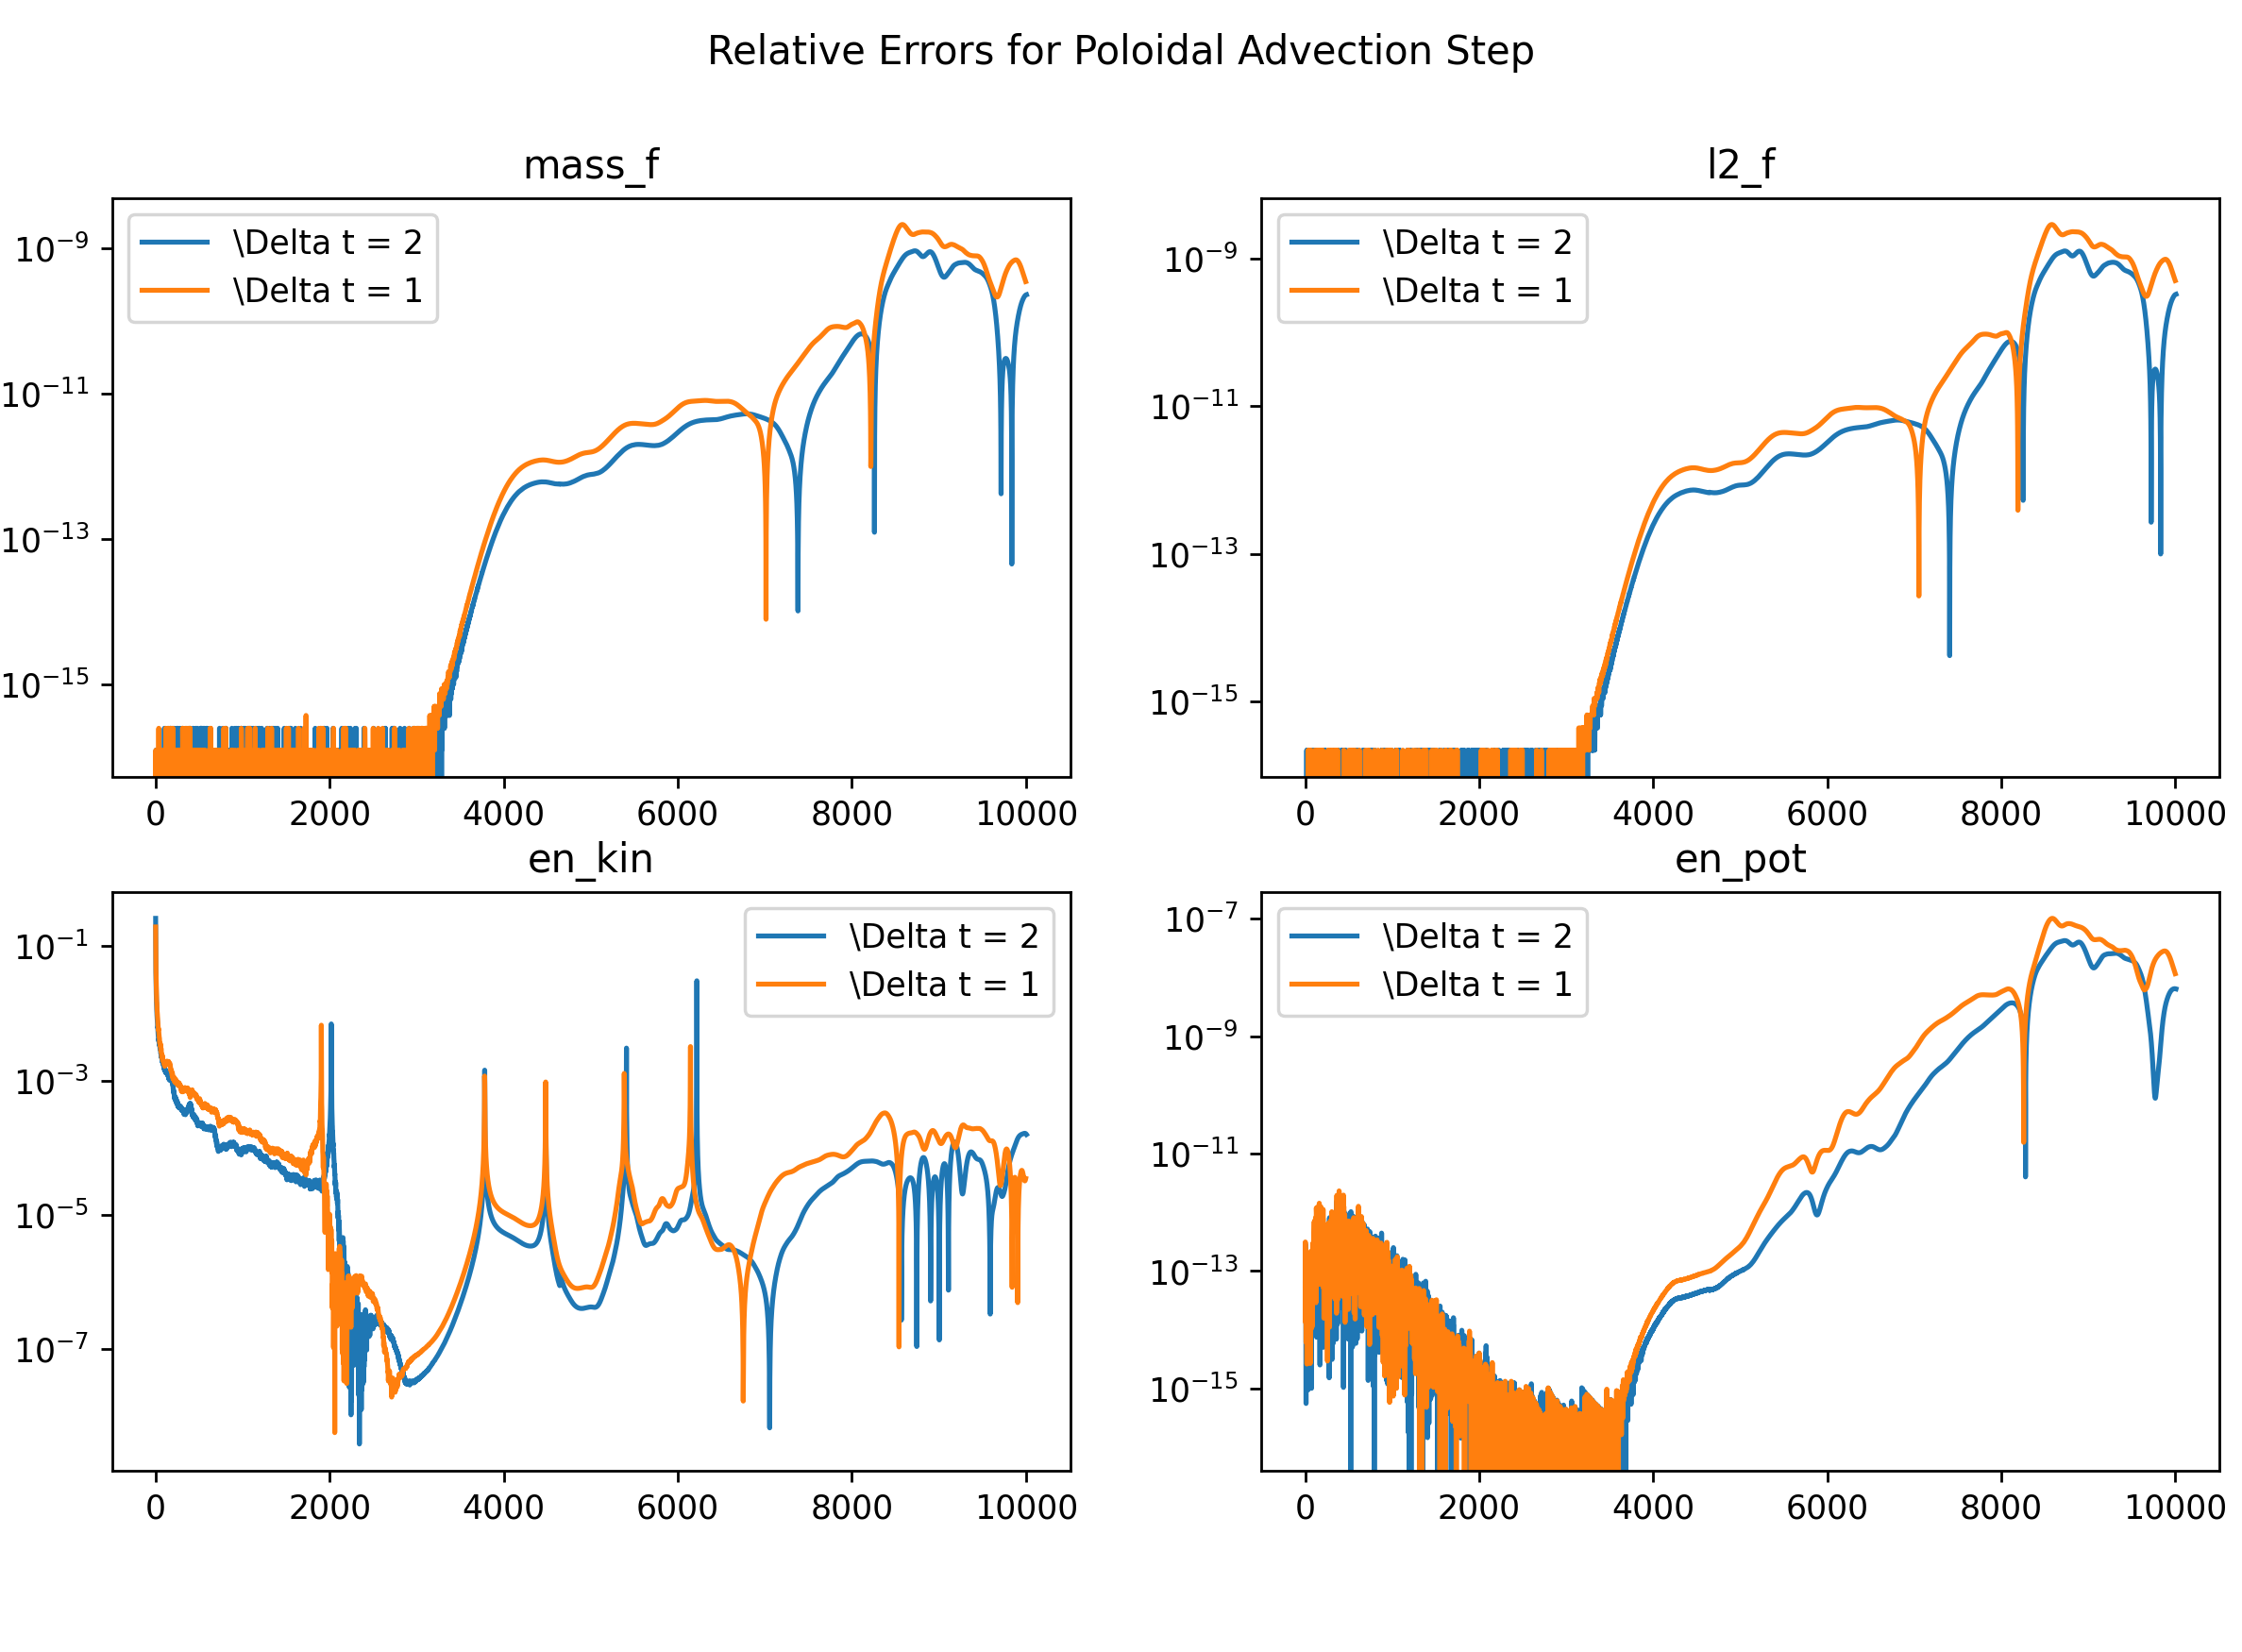 Relative Errors for Poloidal Advection Step
mass_f
\Delta t = 2
\Delta t = 1
10⁻⁹
10⁻¹¹
10⁻¹³
10⁻¹⁵
0 2000 4000 6000 8000 10000
l2_f
\Delta t = 2
\Delta t = 1
10⁻⁹
10⁻¹¹
10⁻¹³
10⁻¹⁵
0 2000 4000 6000 8000 10000
en_kin
\Delta t = 2
\Delta t = 1
10⁻¹
10⁻³
10⁻⁵
10⁻⁷
0 2000 4000 6000 8000 10000
en_pot
\Delta t = 2
\Delta t = 1
10⁻⁷
10⁻⁹
10⁻¹¹
10⁻¹³
10⁻¹⁵
0 2000 4000 6000 8000 10000